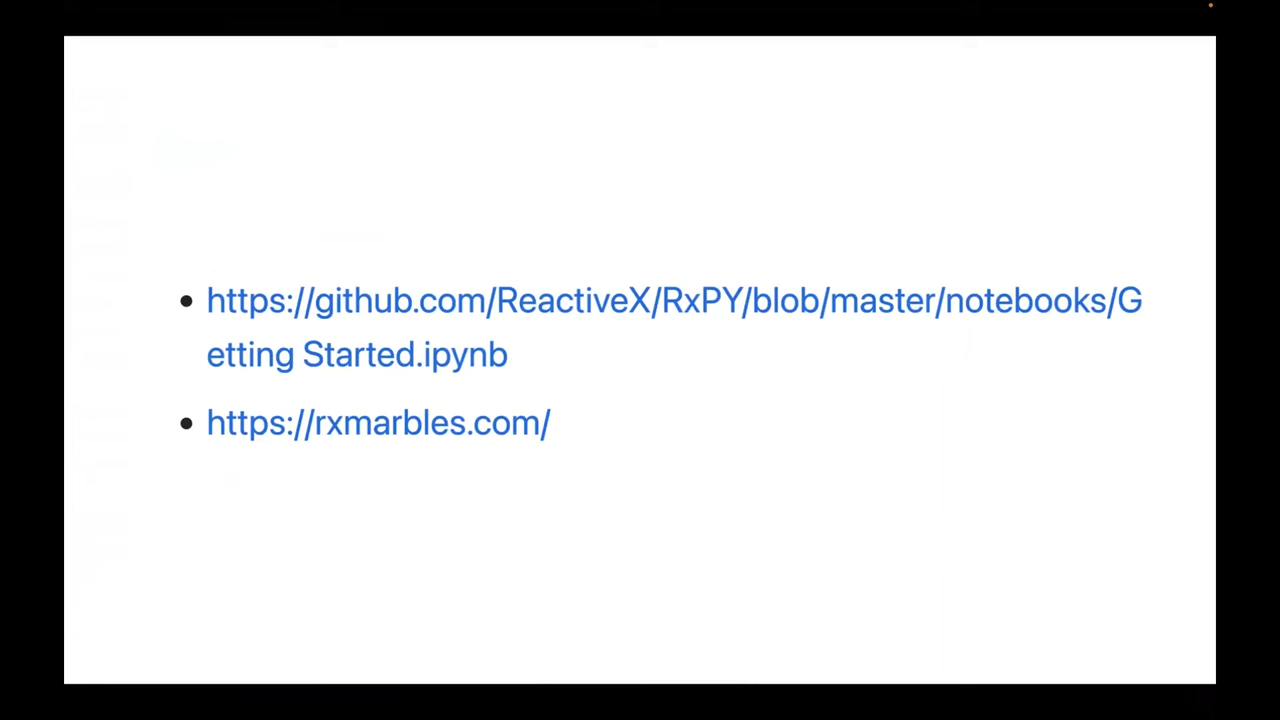 • https://github.com/ReactiveX/RxPY/blob/master/notebooks/G
etting Started.ipynb
• https://rxmarbles.com/